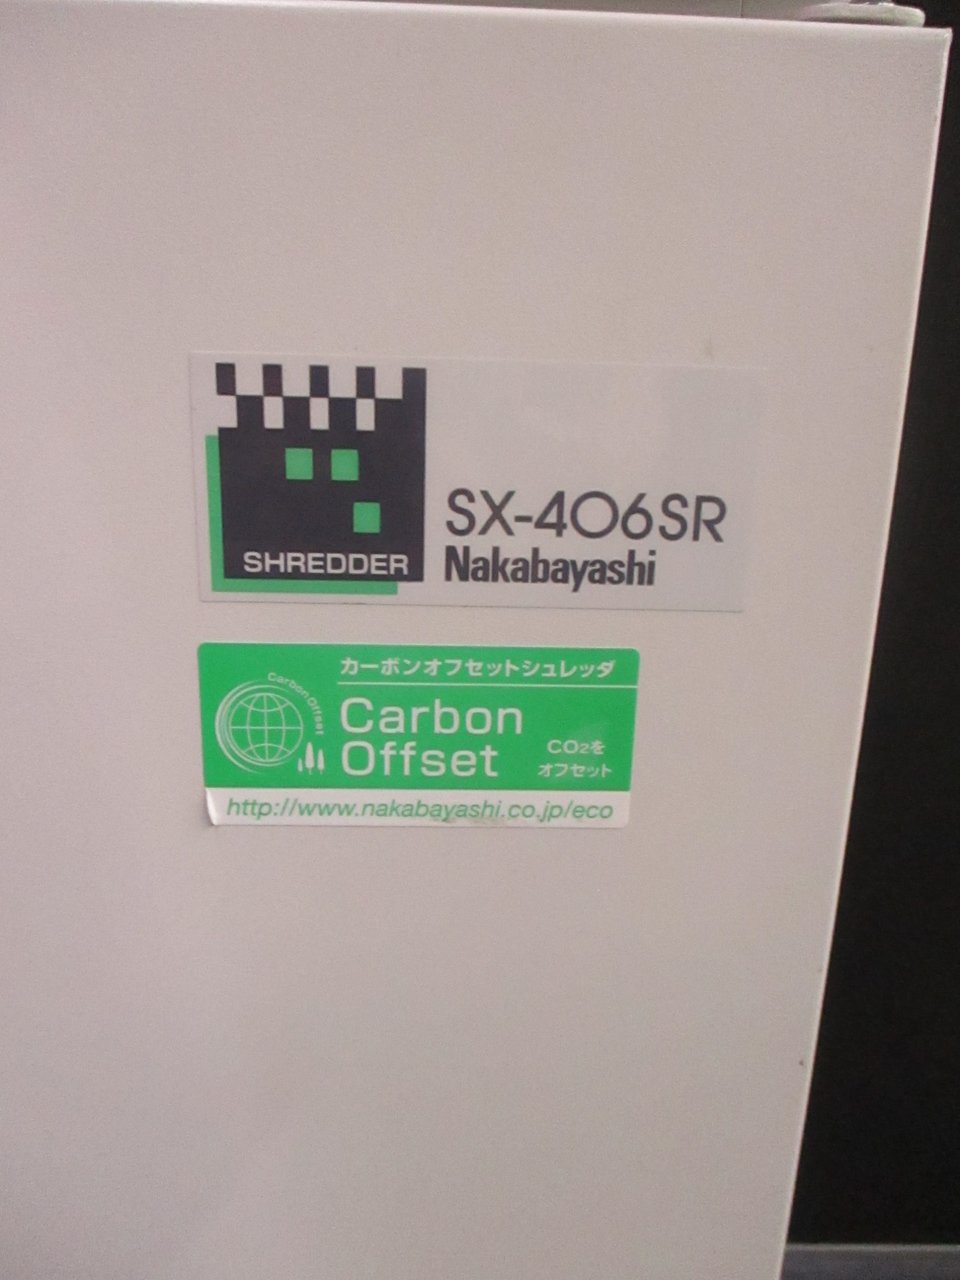 SHREDDER
SX-406SR
Nakabayashi
カーボンオフセットシュレッダ
Carbon Offset
Carbon
Offset
CO2を
オフセット
http://www.nakabayashi.co.jp/eco